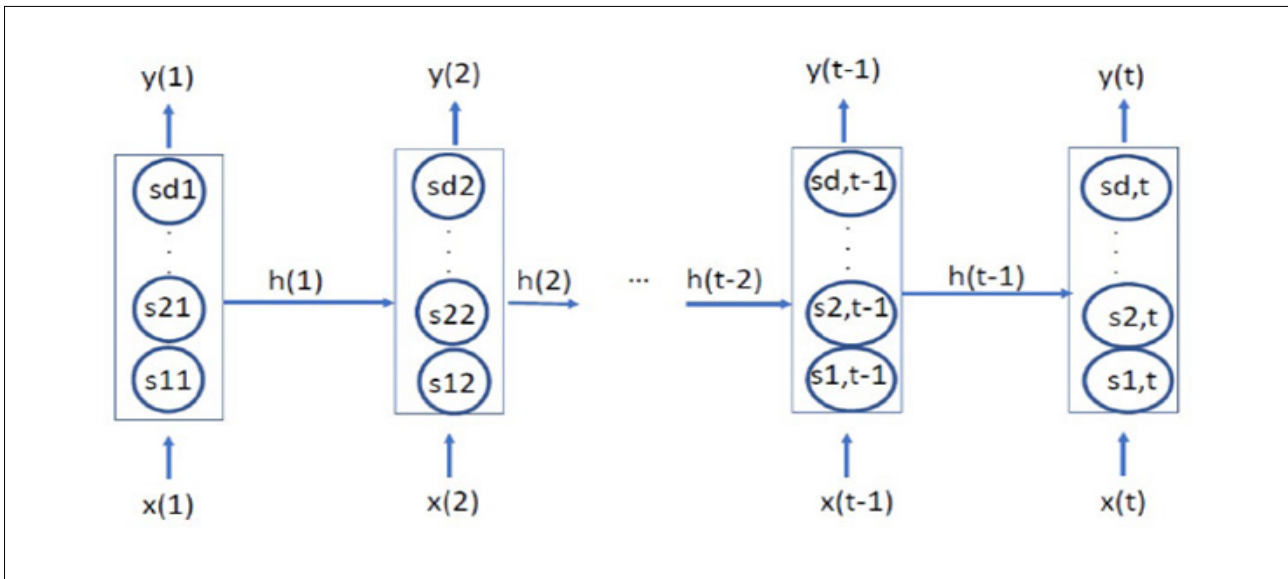 y(1) y(2) y(t-1) y(t)
sd1 sd2 sd,t-1 sd,t
h(1) h(2) ... h(t-2) h(t-1)
s21 s22 s2,t-1 s2,t
s11 s12 s1,t-1 s1,t
x(1) x(2) x(t-1) x(t)